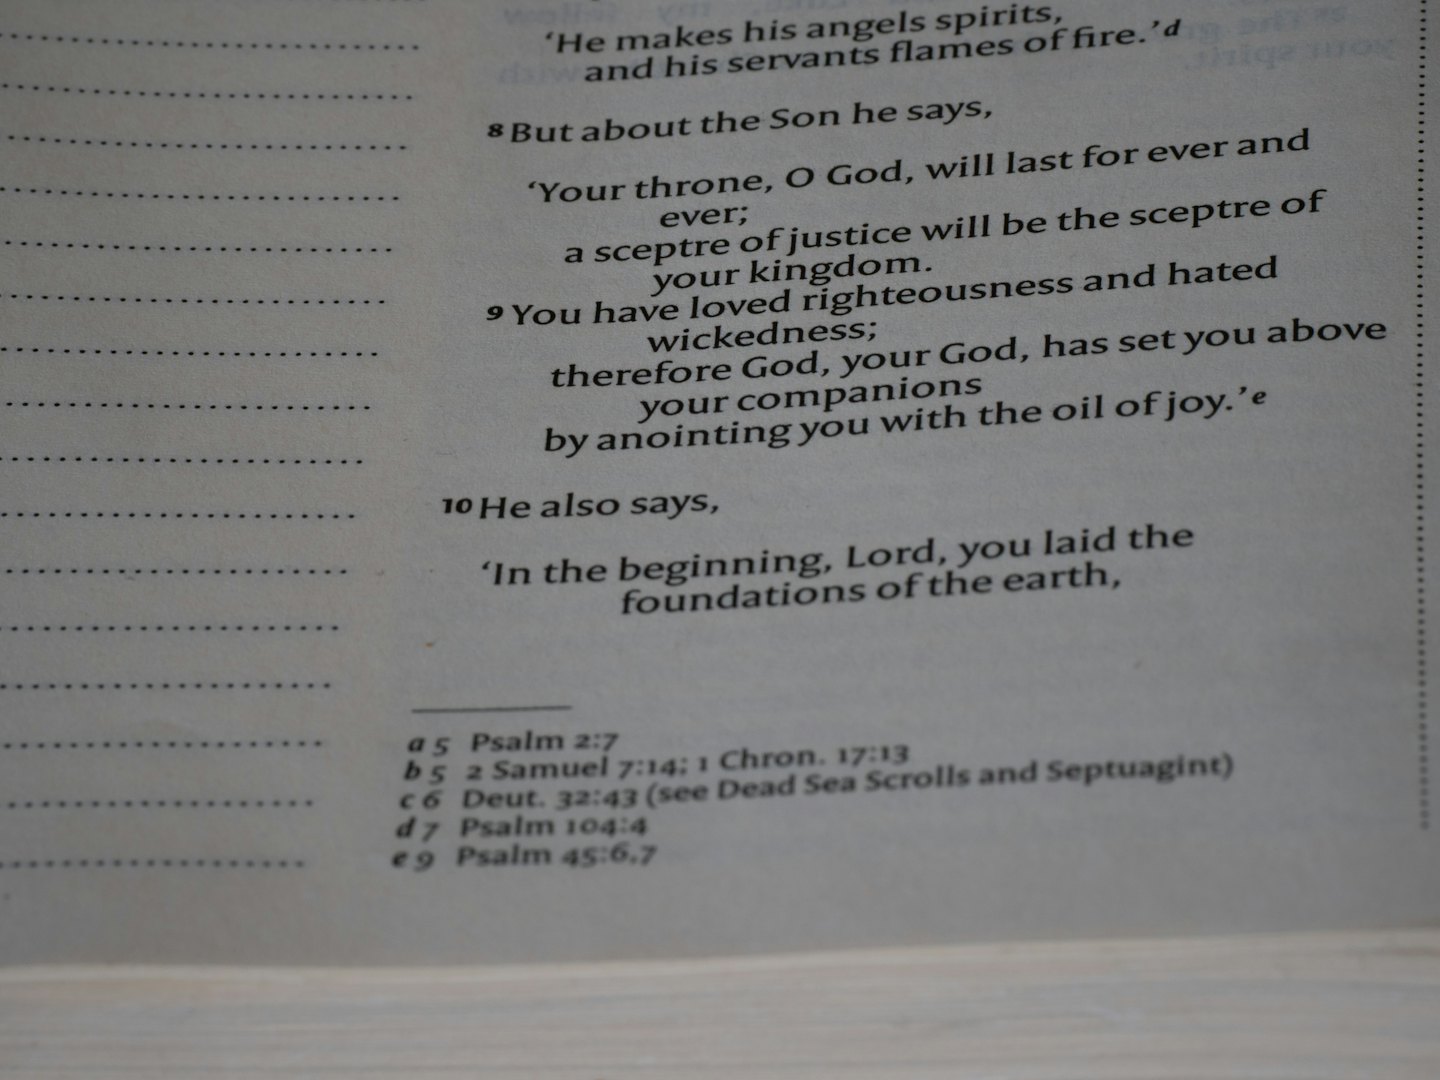 ‘He makes his angels spirits,
and his servants flames of fire.’ d
8 But about the Son he says,
‘Your throne, O God, will last for ever and
ever;
a sceptre of justice will be the sceptre of
your kingdom.
9 You have loved righteousness and hated
wickedness;
therefore God, your God, has set you above
your companions
by anointing you with the oil of joy.’ e
10 He also says,
‘In the beginning, Lord, you laid the
foundations of the earth,
a 5 Psalm 2:7
b 5 2 Samuel 7:14; 1 Chron. 17:13
c 6 Deut. 32:43 (see Dead Sea Scrolls and Septuagint)
d 7 Psalm 104:4
e 9 Psalm 45:6,7